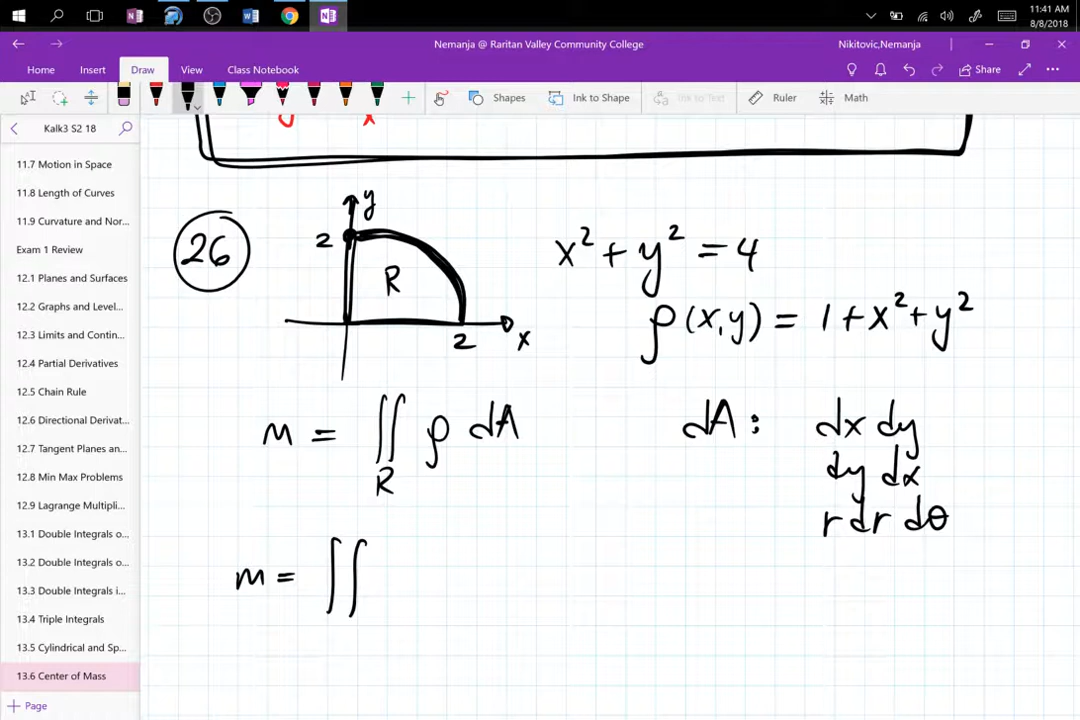 11:41 AM
8/8/2018
Nemanja @ Raritan Valley Community College
Nikitovic,Nemanja
Home Insert Draw View Class Notebook
Share
Shapes Ink to Shape Ink to Text Ruler Math
Kalk3 S2 18
11.7 Motion in Space
11.8 Length of Curves
11.9 Curvature and Nor...
Exam 1 Review
12.1 Planes and Surfaces
12.2 Graphs and Level...
12.3 Limits and Contin...
12.4 Partial Derivatives
12.5 Chain Rule
12.6 Directional Derivat...
12.7 Tangent Planes an...
12.8 Min Max Problems
12.9 Lagrange Multipli...
13.1 Double Integrals o...
13.2 Double Integrals o...
13.3 Double Integrals i...
13.4 Triple Integrals
13.5 Cylindrical and Sp...
13.6 Center of Mass
+ Page
y x
26
y
2
R
2
x
x² + y² = 4
ρ(x,y) = 1+x²+y²
m = ∬ ρ dA
R
dA : dx dy
dy dx
r dr dθ
m = ∬